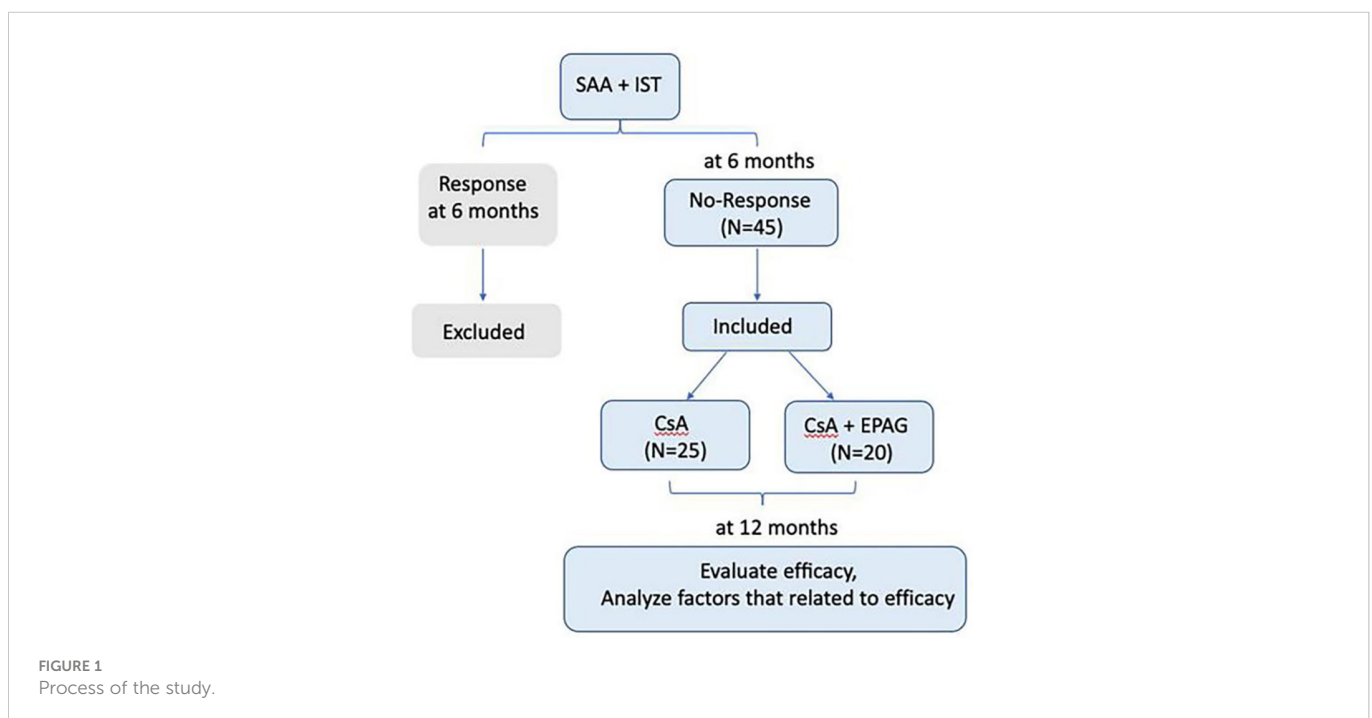 SAA + IST
Response
at 6 months
at 6 months
No-Response
(N=45)
Excluded
Included
CsA
(N=25)
CsA + EPAG
(N=20)
at 12 months
Evaluate efficacy,
Analyze factors that related to efficacy
FIGURE 1
Process of the study.